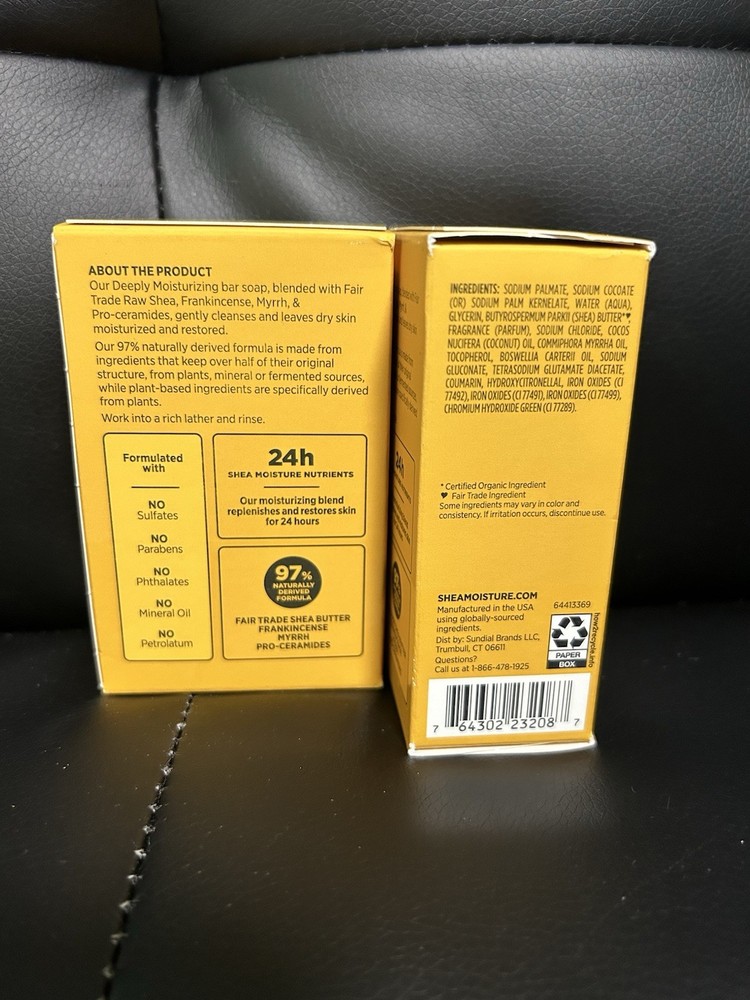 ABOUT THE PRODUCT
Our Deeply Moisturizing bar soap, blended with Fair
Trade Raw Shea, Frankincense, Myrrh, &
Pro-ceramides, gently cleanses and leaves dry skin
moisturized and restored.
Our 97% naturally derived formula is made from
ingredients that keep over half of their original
structure, from plants, mineral or fermented sources,
while plant-based ingredients are specifically derived
from plants.
Work into a rich lather and rinse.
Formulated
with
NO
Sulfates
NO
Parabens
NO
Phthalates
NO
Mineral Oil
NO
Petrolatum
24h
SHEA MOISTURE NUTRIENTS
Our moisturizing blend
replenishes and restores skin
for 24 hours
97%
NATURALLY
DERIVED
FORMULA
FAIR TRADE SHEA BUTTER
FRANKINCENSE
MYRRH
PRO-CERAMIDES
INGREDIENTS: SODIUM PALMATE, SODIUM COCOATE
(OR) SODIUM PALM KERNELATE, WATER (AQUA),
GLYCERIN, BUTYROSPERMUM PARKII (SHEA) BUTTER*♥,
FRAGRANCE (PARFUM), SODIUM CHLORIDE, COCOS
NUCIFERA (COCONUT) OIL, COMMIPHORA MYRRHA OIL,
TOCOPHEROL, BOSWELLIA CARTERII OIL, SODIUM
GLUCONATE, TETRASODIUM GLUTAMATE DIACETATE,
COUMARIN, HYDROXYCITRONELLAL, IRON OXIDES (CI
77492), IRON OXIDES (CI 77491), IRON OXIDES (CI 77499),
CHROMIUM HYDROXIDE GREEN (CI 77289).
* Certified Organic Ingredient
♥ Fair Trade Ingredient
Some ingredients may vary in color and
consistency. If irritation occurs, discontinue use.
SHEAMOISTURE.COM
Manufactured in the USA
using globally-sourced
ingredients.
Dist by: Sundial Brands LLC,
Trumbull, CT 06611
Questions?
Call us at 1-866-478-1925
64413369
how2recycle.info
PAPER
BOX
7 64302 23208 7